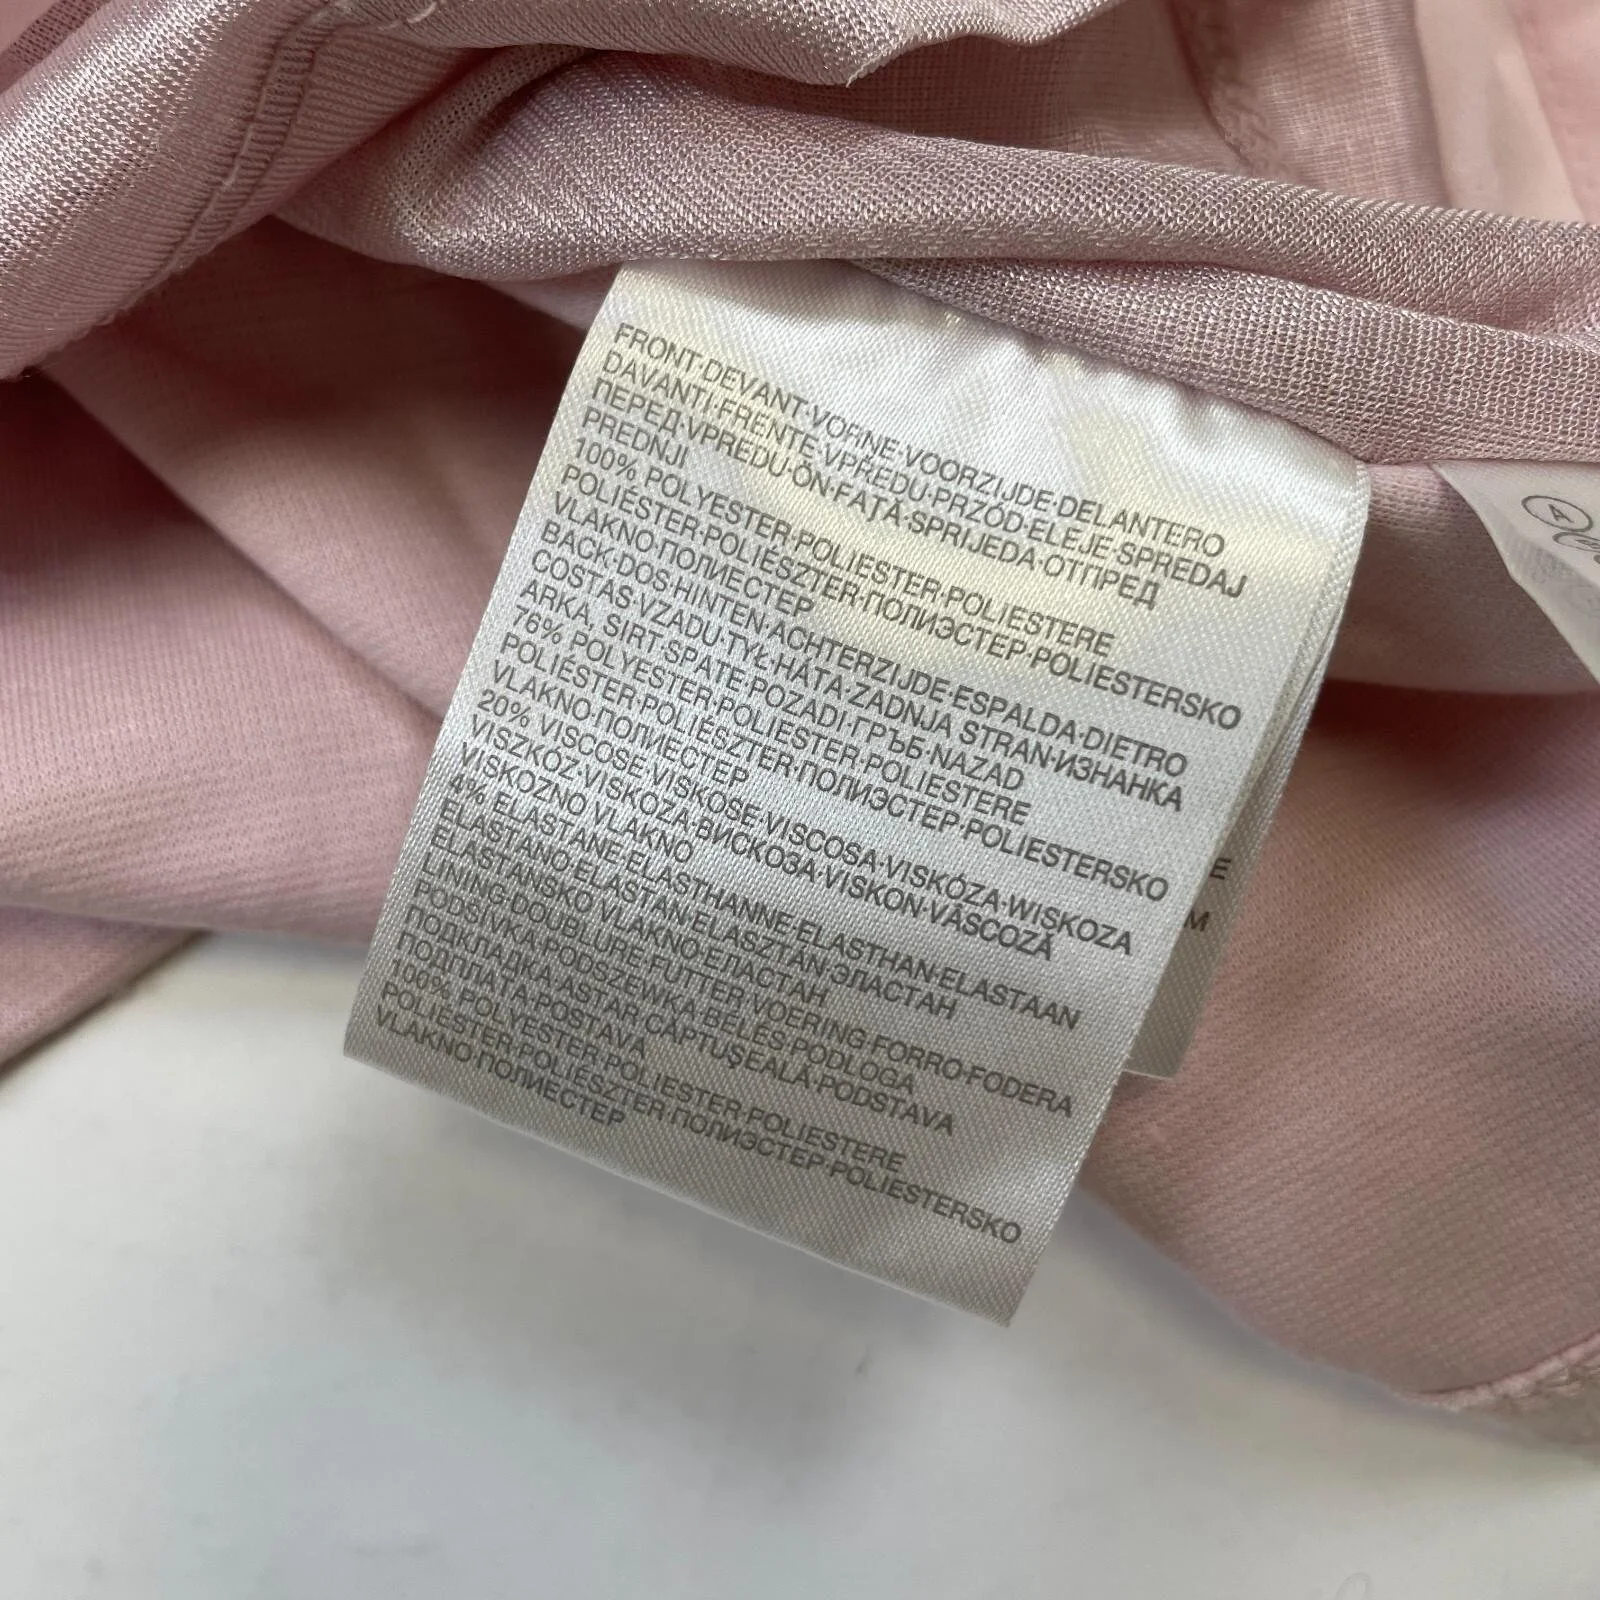 FRONT·DEVANT·VORNE·VOORZIJDE·DELANTERO
DAVANTI·FRENTE·VPŘEDU·PRZÓD·ELEJE·SPREDAJ
ПЕРЕД·VPREDU·ÖN·FAŢA·SPRIJEDA·ОТПРЕД
PREDNJI
100% POLYESTER·POLIESTER·POLIESTERE
POLIÉSTER·POLIÉSZTER·ПОЛИЭСТЕР·POLIESTERSKO
VLAKNO·ПОЛИЕСТЕР
BACK·DOS·HINTEN·ACHTERZIJDE·ESPALDA·DIETRO
COSTAS·VZADU·TYŁ·HÁTA·ZADNJA STRAN·ИЗНАНКА
ARKA, SIRT·SPATE·POZADI·ГРЪБ·NAZAD
76% POLYESTER·POLIESTER·POLIESTERE
POLIÉSTER·POLIÉSZTER·ПОЛИЭСТЕР·POLIESTERSKO
VLAKNO·ПОЛИЕСТЕР
20% VISCOSE·VISKOSE·VISCOSA·VISKÓZA·WISKOZA
VISZKÓZ·VISKOZA·ВИСКОЗА·VISKON·VÂSCOZĂ
VISKOZNO VLAKNO
4% ELASTANE·ELASTHANNE·ELASTHAN·ELASTAAN
ELASTANO·ELASTAN·ELASZTÁN·ЭЛАСТАН
ELASTANSKO VLAKNO·ЕЛАСТАН
LINING·DOUBLURE·FUTTER·VOERING·FORRO·FODERA
PODSÍVKA·PODSZEWKA·BÉLÉS·PODLOGA
ПОДКЛАДКА·ASTAR·CĂPTUŞEALĂ·PODSTAVA
ПОДПЛАТА·POSTAVA
100% POLYESTER·POLIESTER·POLIESTERE
POLIÉSTER·POLIÉSZTER·ПОЛИЭСТЕР·POLIESTERSKO
VLAKNO·ПОЛИЕСТЕР
E
M
A